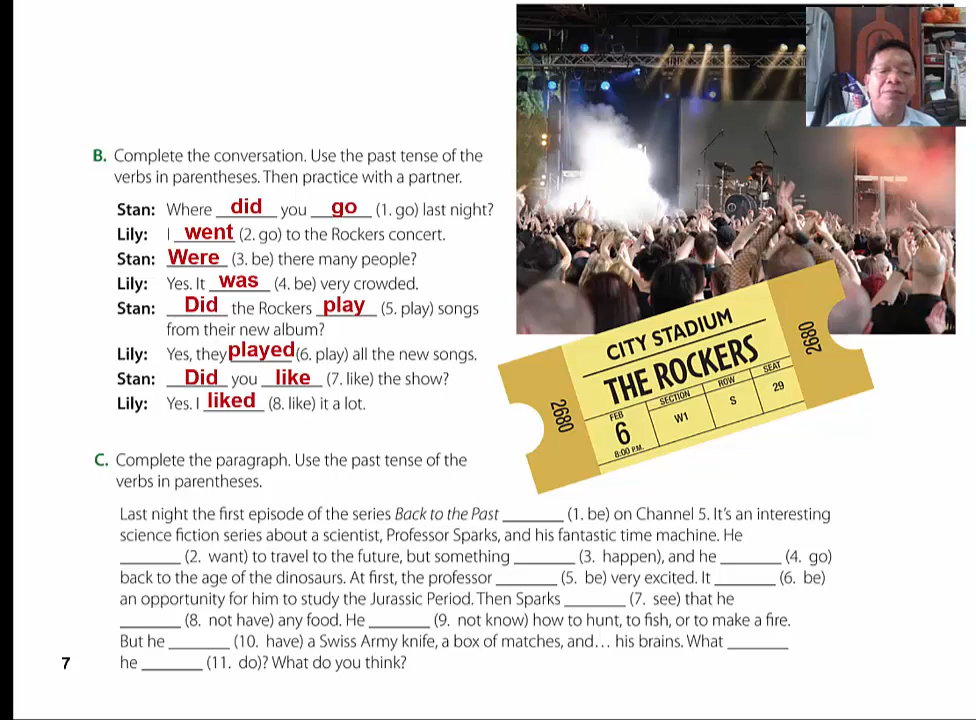 B. Complete the conversation. Use the past tense of the
verbs in parentheses. Then practice with a partner.
Stan: Where did you go (1. go) last night?
Lily: I went (2. go) to the Rockers concert.
Stan: Were (3. be) there many people?
Lily: Yes. It was (4. be) very crowded.
Stan: Did the Rockers play (5. play) songs
from their new album?
Lily: Yes, they played (6. play) all the new songs.
Stan: Did you like (7. like) the show?
Lily: Yes. I liked (8. like) it a lot.
CITY STADIUM
THE ROCKERS
FEB
6
8:00 P.M.
SECTION
W1
ROW
S
SEAT
29
2680
2680
C. Complete the paragraph. Use the past tense of the
verbs in parentheses.
Last night the first episode of the series Back to the Past ______ (1. be) on Channel 5. It's an interesting
science fiction series about a scientist, Professor Sparks, and his fantastic time machine. He
______ (2. want) to travel to the future, but something ______ (3. happen), and he ______ (4. go)
back to the age of the dinosaurs. At first, the professor ______ (5. be) very excited. It ______ (6. be)
an opportunity for him to study the Jurassic Period. Then Sparks ______ (7. see) that he
______ (8. not have) any food. He ______ (9. not know) how to hunt, to fish, or to make a fire.
But he ______ (10. have) a Swiss Army knife, a box of matches, and… his brains. What ______
he ______ (11. do)? What do you think?
7